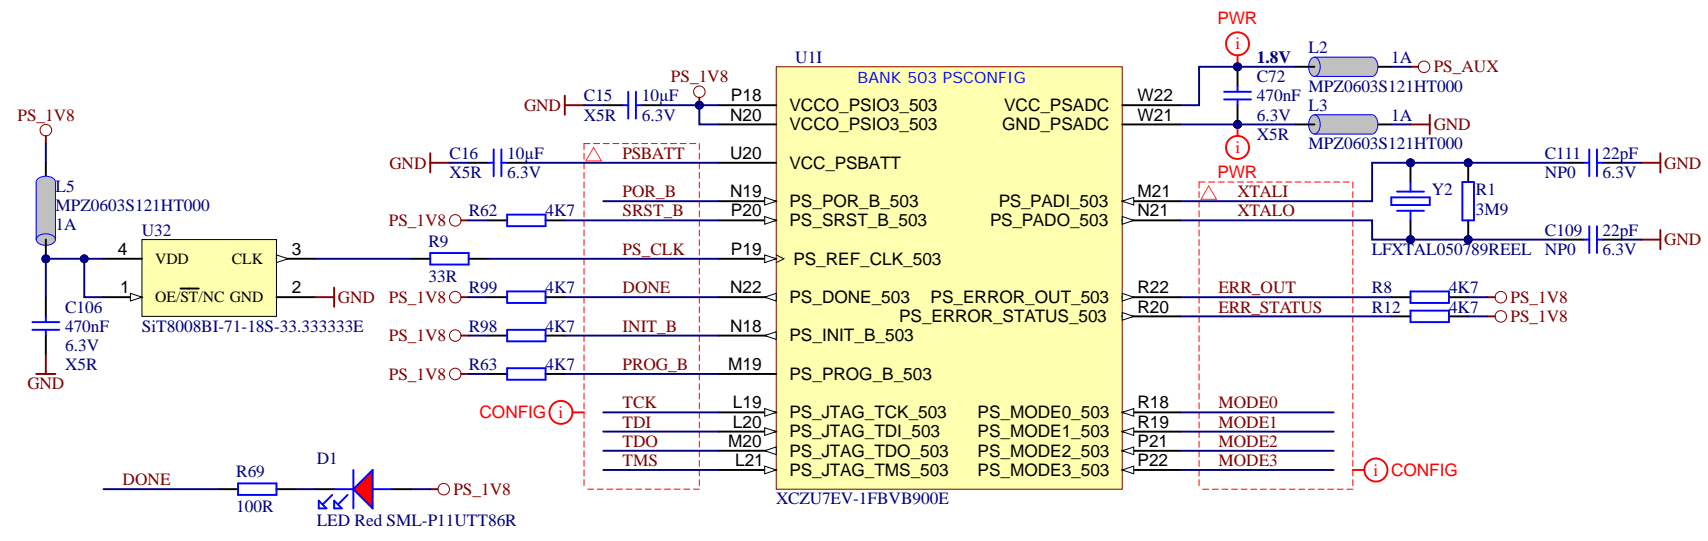 PWR
i
U1I
1.8V
L2
1A
PS_AUX
MPZ0603S121HT000
C72
470nF
6.3V
X5R
L3
1A
GND
MPZ0603S121HT000
i
PWR
BANK 503 PSCONFIG
PS_1V8
GND
C15
X5R
10µF
6.3V
P18
N20
VCCO_PSIO3_503
VCCO_PSIO3_503
VCC_PSADC
GND_PSADC
W22
W21
GND
C16
X5R
10µF
6.3V
PSBATT
U20
VCC_PSBATT
POR_B
N19
PS_POR_B_503
PS_1V8
R62
4K7
SRST_B
P20
PS_SRST_B_503
PS_PADI_503
PS_PADO_503
M21
N21
XTALI
XTALO
Y2
R1
3M9
LFXTAL050789REEL
C111
NP0
22pF
6.3V
GND
C109
NP0
22pF
6.3V
GND
PS_1V8
L5
MPZ0603S121HT000
1A
U32
4
VDD
CLK
3
1
OE/ST/NC
GND
2
GND
SiT8008BI-71-18S-33.333333E
C106
470nF
6.3V
X5R
GND
R9
33R
PS_CLK
P19
PS_REF_CLK_503
PS_1V8
R99
4K7
DONE
N22
PS_DONE_503
PS_ERROR_OUT_503
R22
ERR_OUT
R8
4K7
PS_1V8
PS_ERROR_STATUS_503
R20
ERR_STATUS
R12
4K7
PS_1V8
PS_1V8
R98
4K7
INIT_B
N18
PS_INIT_B_503
PS_1V8
R63
4K7
PROG_B
M19
PS_PROG_B_503
CONFIG
i
TCK
L19
PS_JTAG_TCK_503
PS_MODE0_503
R18
MODE0
TDI
L20
PS_JTAG_TDI_503
PS_MODE1_503
R19
MODE1
TDO
M20
PS_JTAG_TDO_503
PS_MODE2_503
P21
MODE2
TMS
L21
PS_JTAG_TMS_503
PS_MODE3_503
P22
MODE3
i
CONFIG
XCZU7EV-1FBVB900E
DONE
R69
100R
D1
PS_1V8
LED Red SML-P11UTT86R